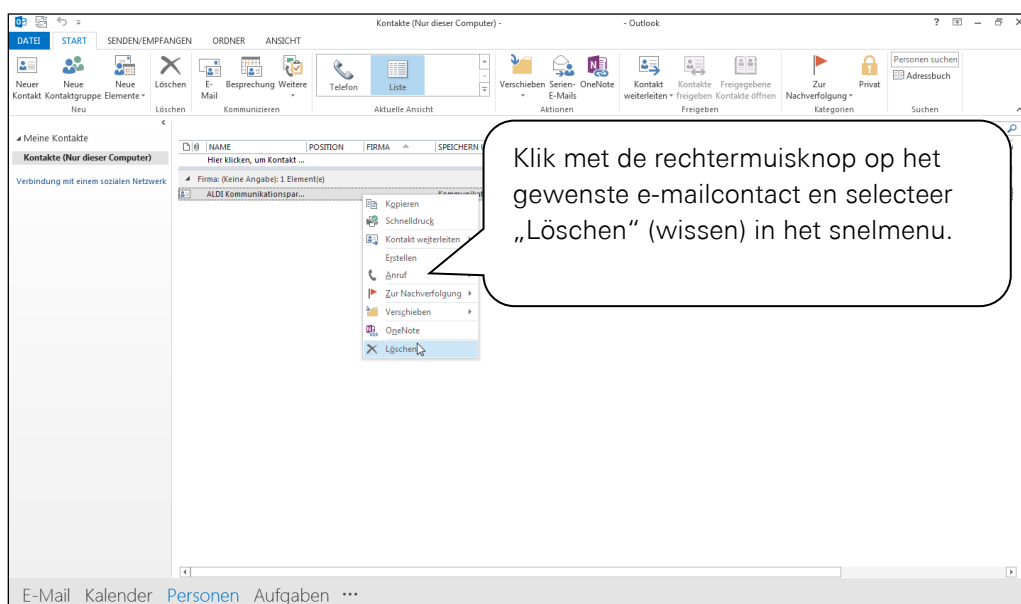 Kontakte (Nur dieser Computer) - - Outlook
DATEI START SENDEN/EMPFANGEN ORDNER ANSICHT
Neuer Kontakt
Neue Kontaktgruppe
Neue Elemente
Löschen
E-Mail
Besprechung
Weitere
Telefon
Liste
Verschieben
Serien-E-Mails
OneNote
Kontakt weiterleiten
Kontakte freigeben
Freigegebene Kontakte öffnen
Zur Nachverfolgung
Privat
Personen suchen
Adressbuch
Neu Löschen Kommunizieren Aktuelle Ansicht Aktionen Freigeben Kategorien Suchen
Meine Kontakte
Kontakte (Nur dieser Computer)
Verbindung mit einem sozialen Netzwerk
NAME POSITION FIRMA SPEICHERN
Hier klicken, um Kontakt ...
Firma: (Keine Angabe): 1 Element(e)
ALDI Kommunikationspar...
Kopieren
Schnelldruck
Kontakt weiterleiten
Erstellen
Anruf
Zur Nachverfolgung
Verschieben
OneNote
Löschen
Klik met de rechtermuisknop op het
gewenste e-mailcontact en selecteer
„Löschen“ (wissen) in het snelmenu.
E-Mail Kalender Personen Aufgaben ...